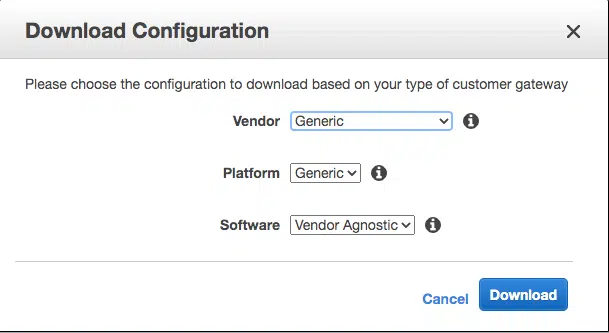 Download Configuration
Please choose the configuration to download based on your type of customer gateway
Vendor Generic
Platform Generic
Software Vendor Agnostic
Cancel Download